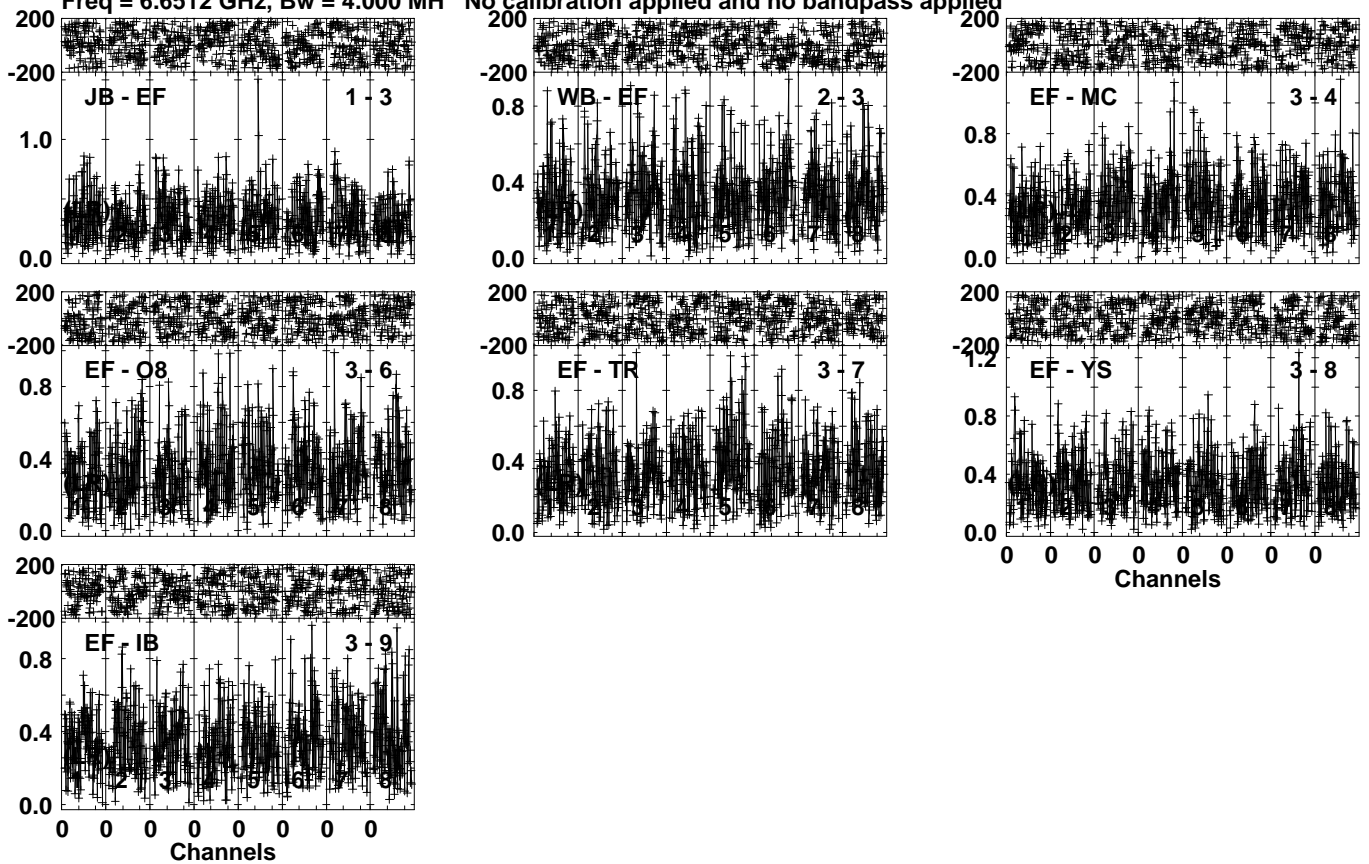 Freq = 6.6512 GHz, Bw = 4.000 MH No calibration applied and no bandpass applied
200 200 200
-200 -200 -200
JB - EF 1 - 3 WB - EF 2 - 3 EF - MC 3 - 4
1.0 0.8 0.8
0.4 0.4
0.0 0.0 0.0
200 200 200
-200 -200 -200
1.2
EF - O8 3 - 6 EF - TR 3 - 7 EF - YS 3 - 8
0.8 0.8 0.8
0.4 0.4 0.4
0.0 0.0 0.0
0 0 0 0 0 0 0 0
Channels
200
-200
EF - IB 3 - 9
0.8
0.4
0.0
0 0 0 0 0 0 0 0
Channels